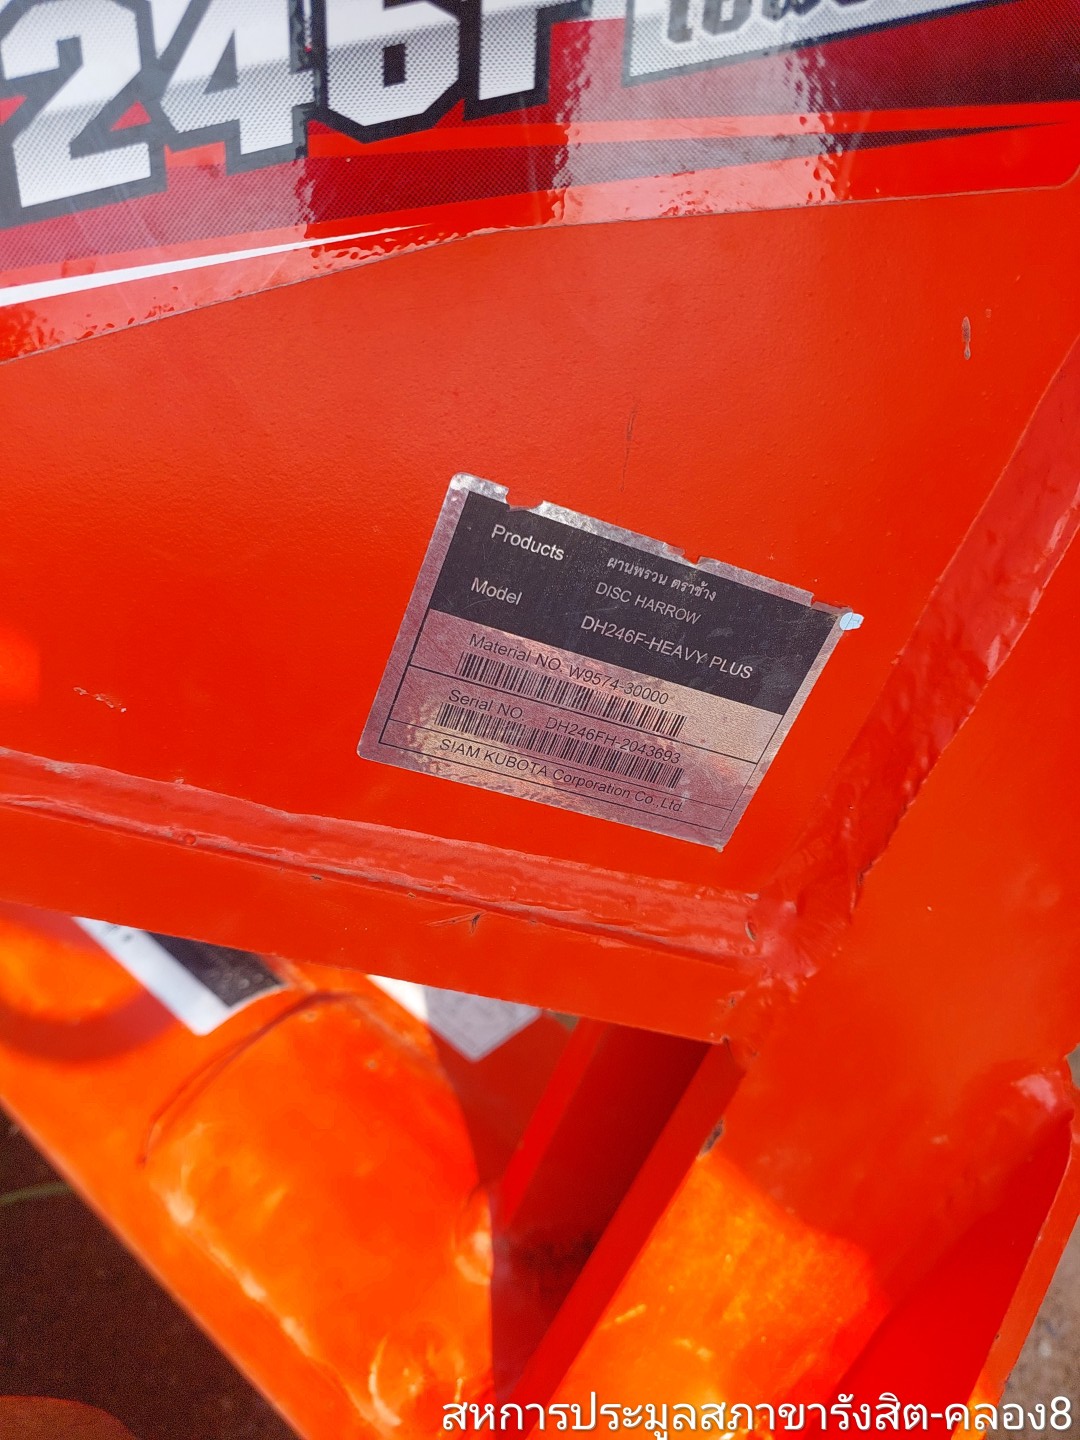 246F
Products ผานพรวน ตราช้าง
DISC HARROW
Model DH246F-HEAVY PLUS
Material NO. W9574-30000
Serial NO. DH246FH-2043693
SIAM KUBOTA Corporation Co.,Ltd.
สหการประมูลสภาขารังสิต-คลอง8